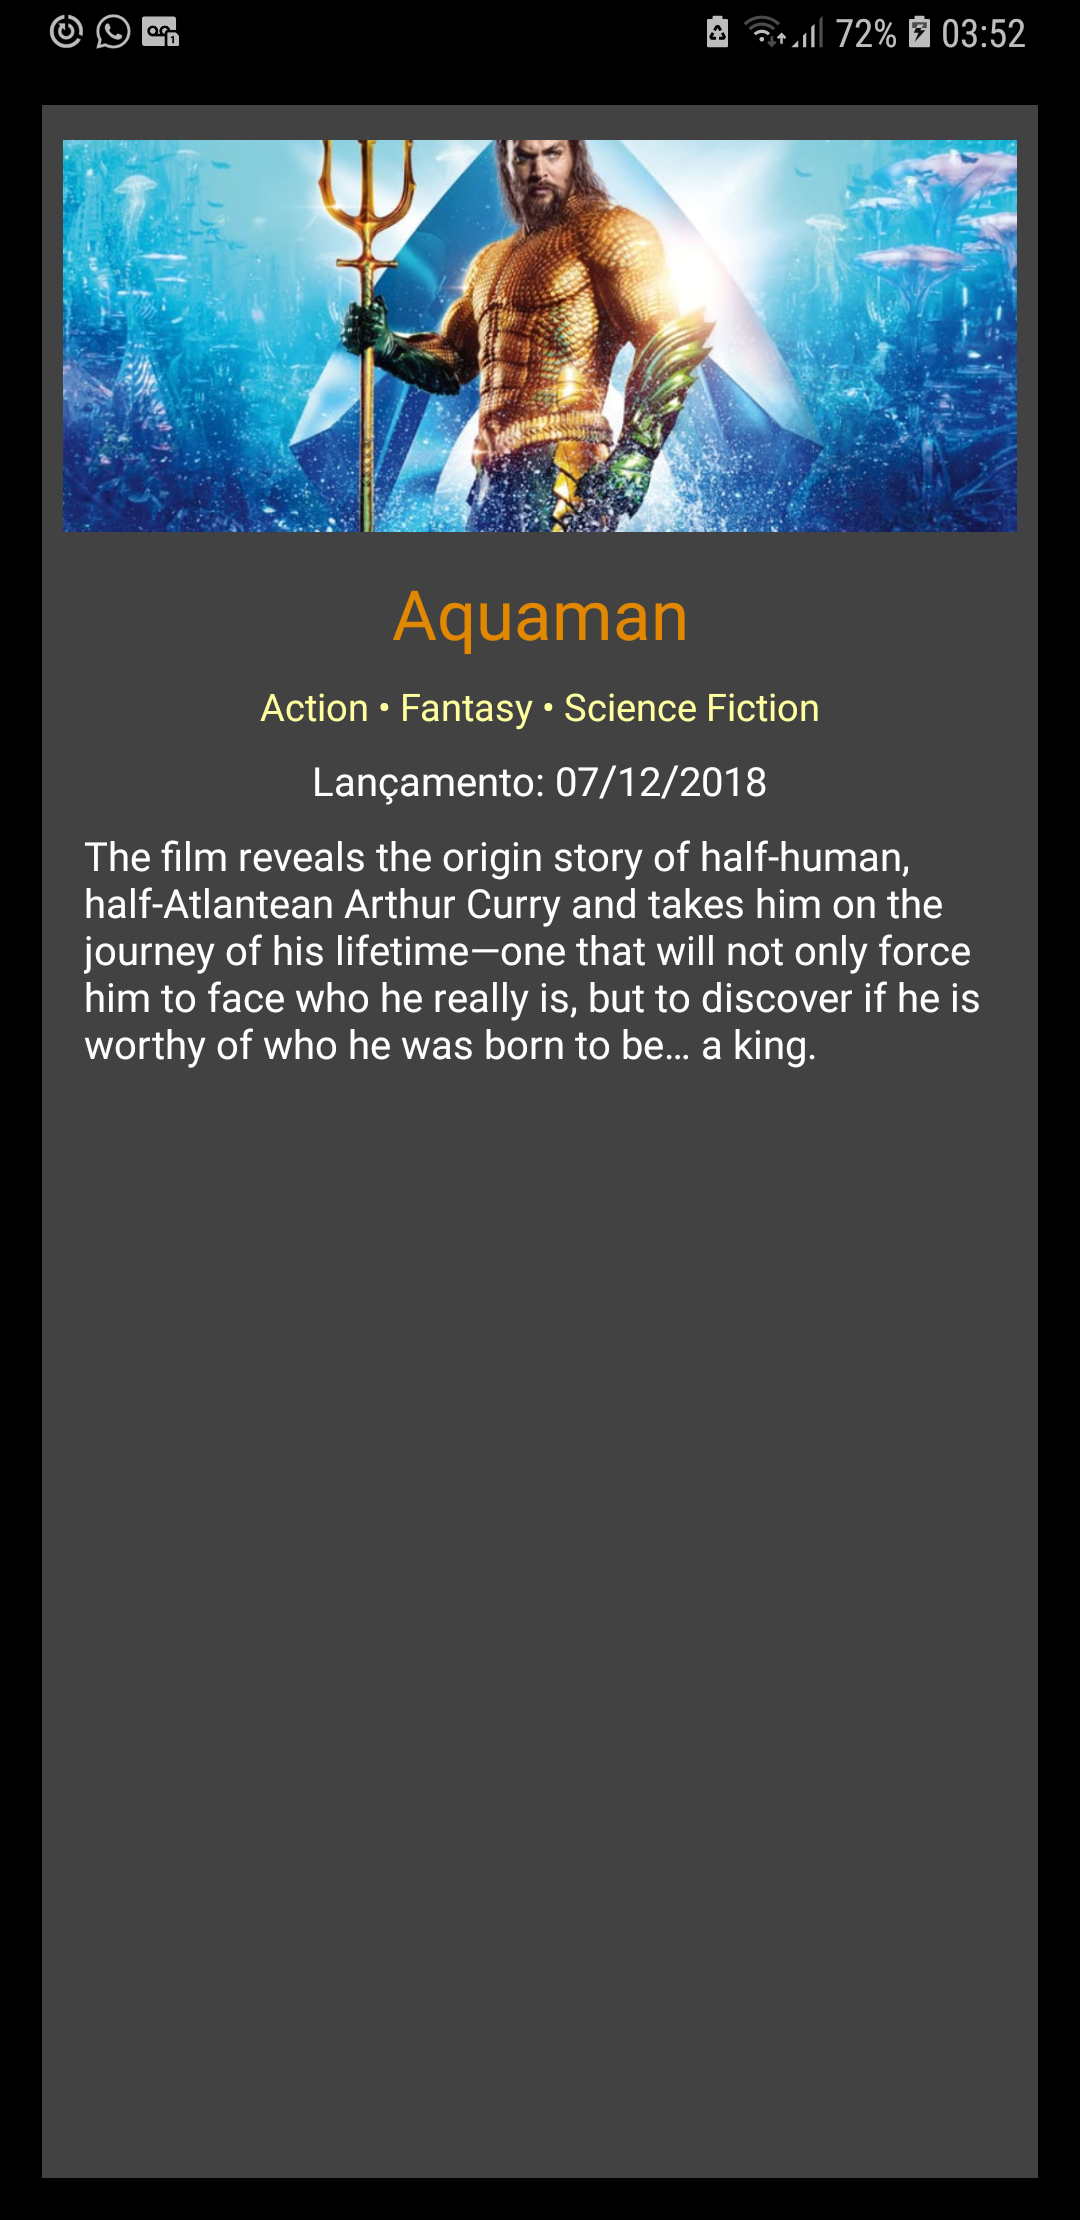 72% 03:52
Aquaman
Action • Fantasy • Science Fiction
Lançamento: 07/12/2018
The film reveals the origin story of half-human,
half-Atlantean Arthur Curry and takes him on the
journey of his lifetime—one that will not only force
him to face who he really is, but to discover if he is
worthy of who he was born to be… a king.